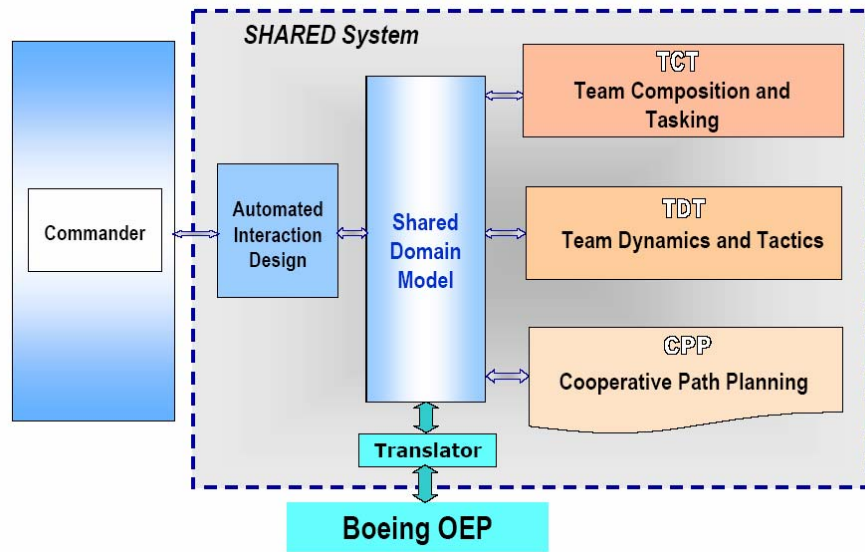 SHARED System
TCT
Team Composition and
Tasking
Commander
Automated
Interaction
Design
Shared
Domain
Model
TDT
Team Dynamics and Tactics
CPP
Cooperative Path Planning
Translator
Boeing OEP